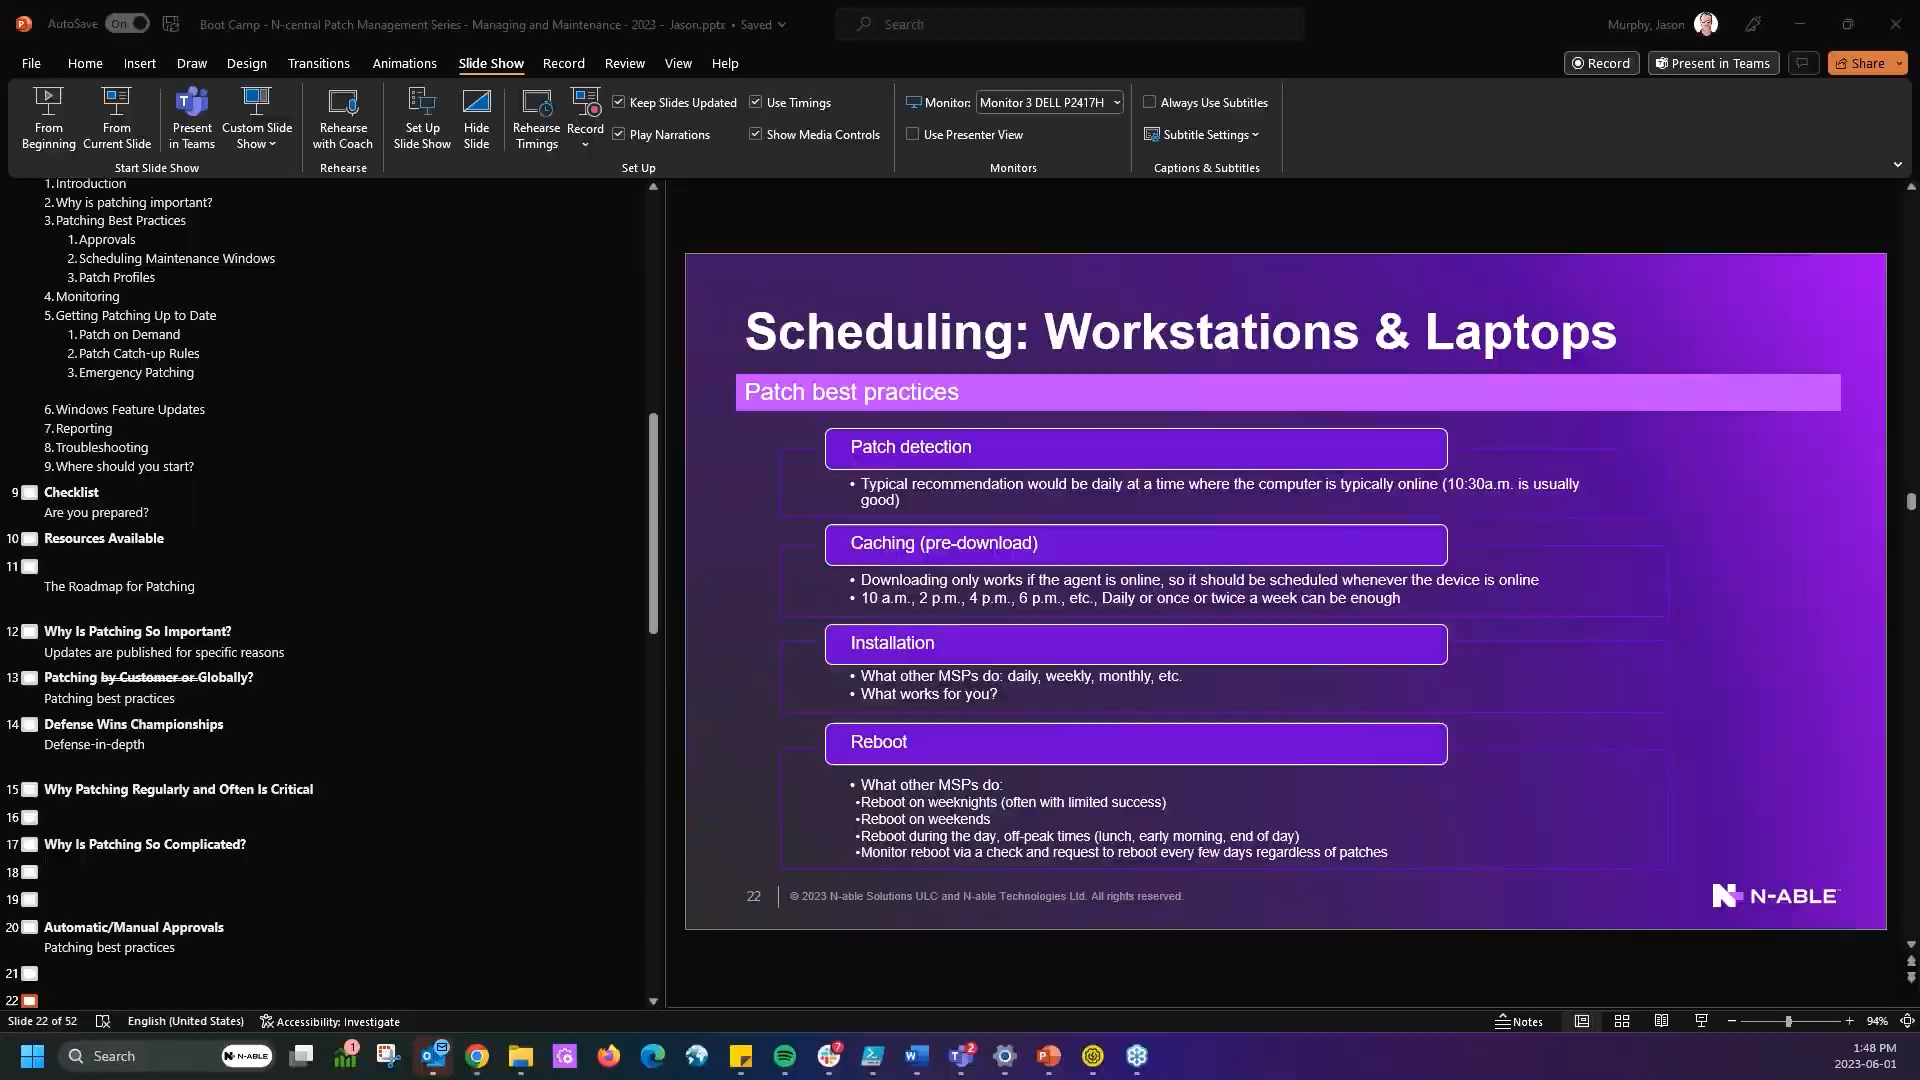 AutoSave
On
Boot Camp - N-central Patch Management Series - Managing and Maintenance - 2023 - Jason.pptx • Saved
Search
Murphy, Jason
File
Home
Insert
Draw
Design
Transitions
Animations
Slide Show
Record
Review
View
Help
Record
Present in Teams
Share
From Beginning
From Current Slide
Present in Teams
Custom Slide Show
Start Slide Show
Rehearse with Coach
Rehearse
Set Up Slide Show
Hide Slide
Rehearse Timings
Record
Keep Slides Updated
Use Timings
Play Narrations
Show Media Controls
Set Up
Monitor:
Monitor 3 DELL P2417H
Use Presenter View
Monitors
Always Use Subtitles
Subtitle Settings
Captions & Subtitles
1.Introduction
2.Why is patching important?
3.Patching Best Practices
1.Approvals
2.Scheduling Maintenance Windows
3.Patch Profiles
4.Monitoring
5.Getting Patching Up to Date
1.Patch on Demand
2.Patch Catch-up Rules
3.Emergency Patching
6.Windows Feature Updates
7.Reporting
8.Troubleshooting
9.Where should you start?
9 Checklist
Are you prepared?
10 Resources Available
11
The Roadmap for Patching
12 Why Is Patching So Important?
Updates are published for specific reasons
13 Patching by Customer or Globally?
Patching best practices
14 Defense Wins Championships
Defense-in-depth
15 Why Patching Regularly and Often Is Critical
16
17 Why Is Patching So Complicated?
18
19
20 Automatic/Manual Approvals
Patching best practices
21
22
Scheduling: Workstations & Laptops
Patch best practices
Patch detection
• Typical recommendation would be daily at a time where the computer is typically online (10:30a.m. is usually
good)
Caching (pre-download)
• Downloading only works if the agent is online, so it should be scheduled whenever the device is online
• 10 a.m., 2 p.m., 4 p.m., 6 p.m., etc., Daily or once or twice a week can be enough
Installation
• What other MSPs do: daily, weekly, monthly, etc.
• What works for you?
Reboot
• What other MSPs do:
•Reboot on weeknights (often with limited success)
•Reboot on weekends
•Reboot during the day, off-peak times (lunch, early morning, end of day)
•Monitor reboot via a check and request to reboot every few days regardless of patches
22
© 2023 N-able Solutions ULC and N-able Technologies Ltd. All rights reserved.
N-ABLE
Slide 22 of 52
English (United States)
Accessibility: Investigate
Notes
94%
Search
N-ABLE
1
7
2
1:48 PM
2023-06-01